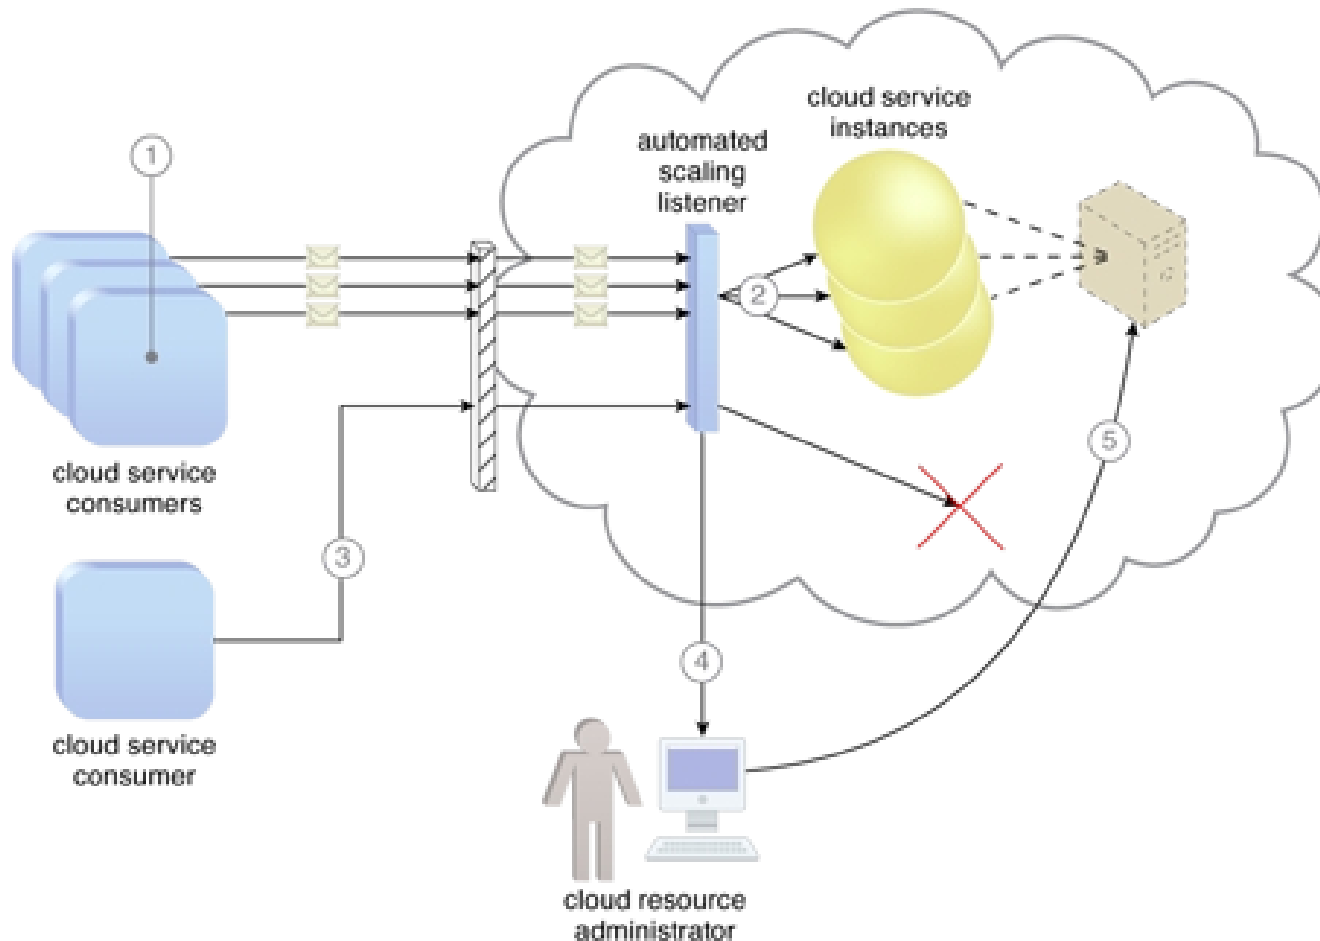 cloud service
instances
automated
scaling
listener
1
2
cloud service
consumers
3
5
4
cloud service
consumer
cloud resource
administrator